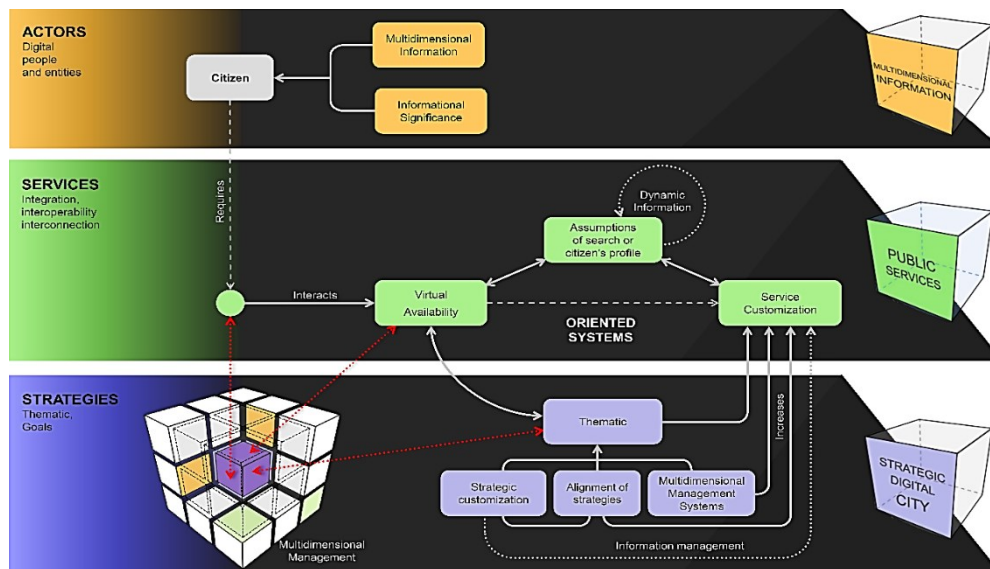 ACTORS
Digital
people
and entities
Citizen
Multidimensional
Information
Informational
Significance
MULTIDIMENSIONAL
INFORMATION
SERVICES
Integration,
interoperability
interconnection
Requires
Dynamic
Information
Assumptions
of search or
citizen's profile
Interacts
Virtual
Availability
ORIENTED
SYSTEMS
Service
Customization
PUBLIC
SERVICES
STRATEGIES
Thematic,
Goals
Multidimensional
Management
Thematic
Increases
Strategic
customization
Alignment of
strategies
Multidimensional
Management
Systems
Information management
STRATEGIC
DIGITAL
CITY